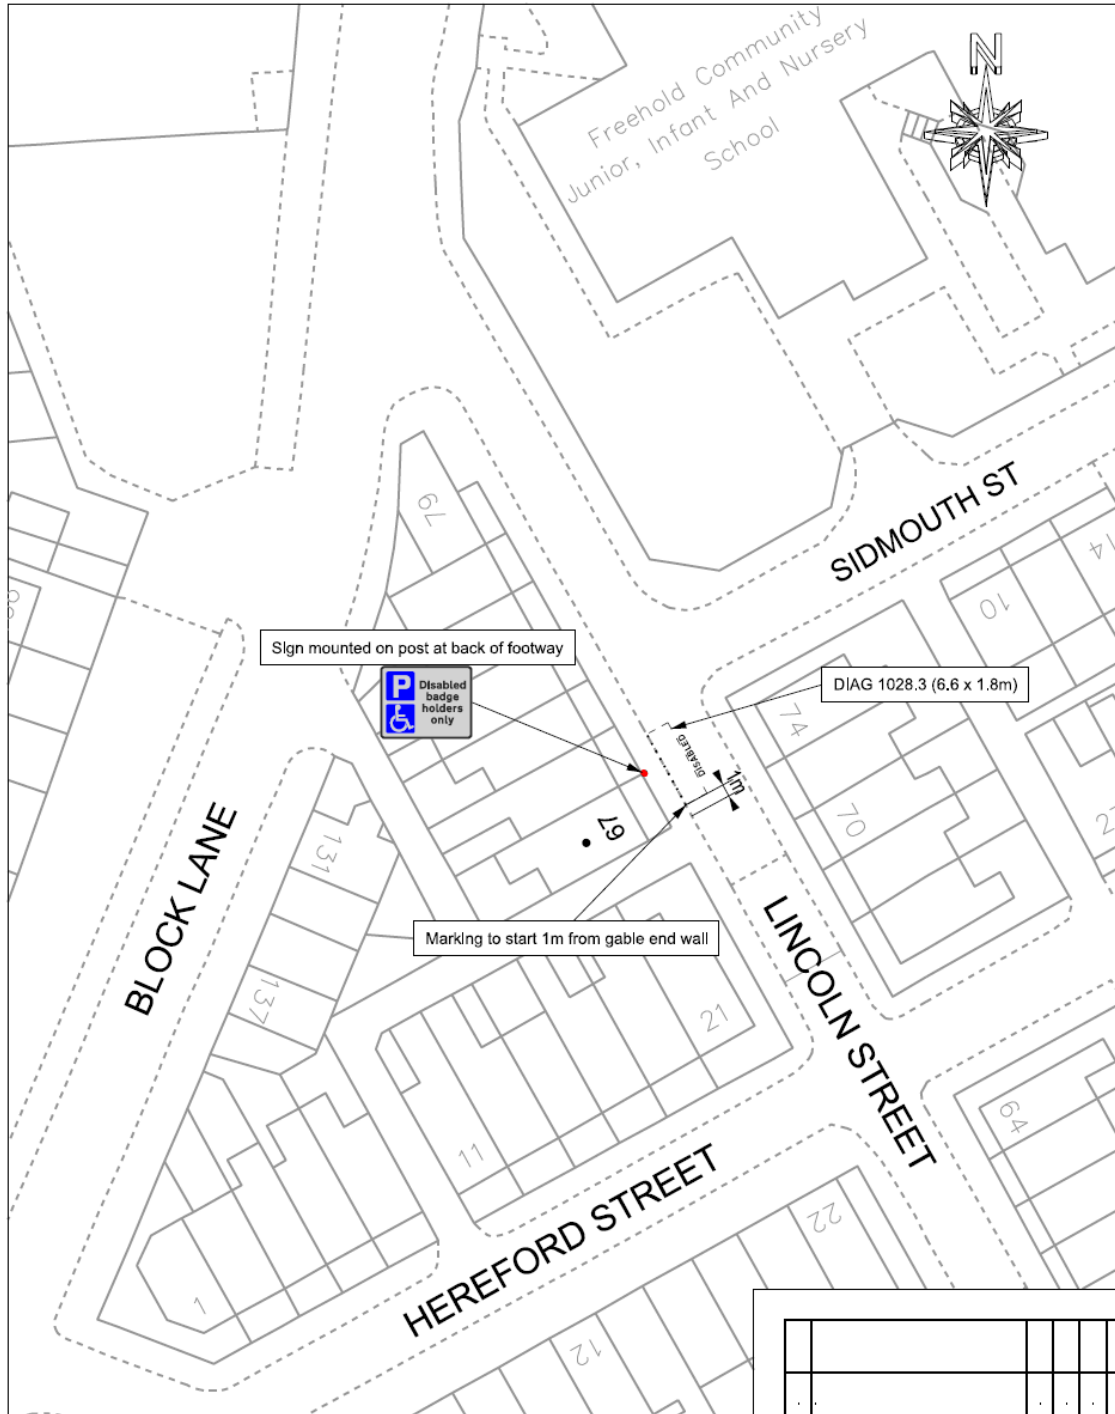 Freehold Community
Junior, Infant And Nursery
School
N
SIDMOUTH ST
79
14
10
Sign mounted on post at back of footway
P
Disabled
badge
holders
only
DIAG 1028.3 (6.6 x 1.8m)
74
DISABLED
1m
70
67
131
BLOCK LANE
Marking to start 1m from gable end wall
LINCOLN STREET
137
21
11
64
HEREFORD STREET
22
1
12